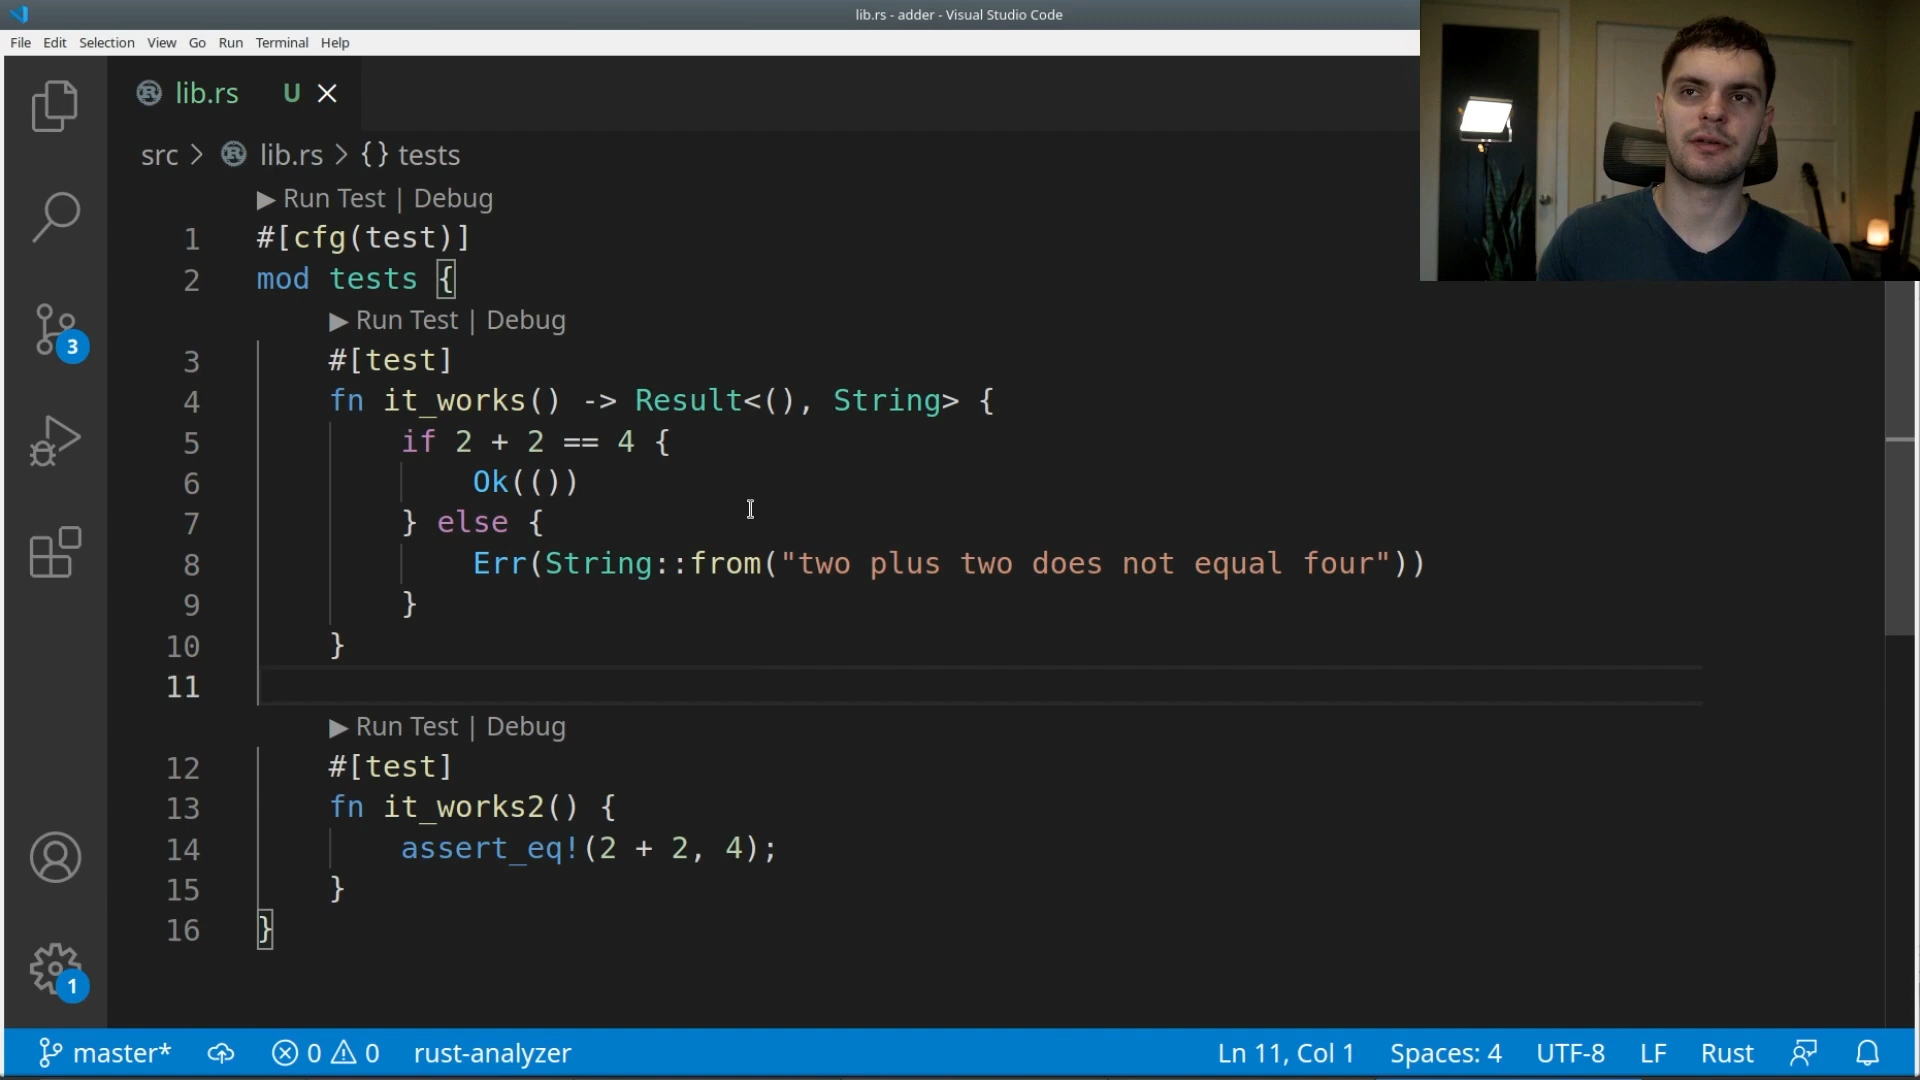 lib.rs - adder - Visual Studio Code
File Edit Selection View Go Run Terminal Help
lib.rs U
src > lib.rs > {} tests
▶ Run Test | Debug
1 #[cfg(test)]
2 mod tests {
▶ Run Test | Debug
3 #[test]
4 fn it_works() -> Result<(), String> {
5 if 2 + 2 == 4 {
6 Ok(())
7 } else {
8 Err(String::from("two plus two does not equal four"))
9 }
10 }
11
▶ Run Test | Debug
12 #[test]
13 fn it_works2() {
14 assert_eq!(2 + 2, 4);
15 }
16 }
3
1
master* 0 0 rust-analyzer Ln 11, Col 1 Spaces: 4 UTF-8 LF Rust